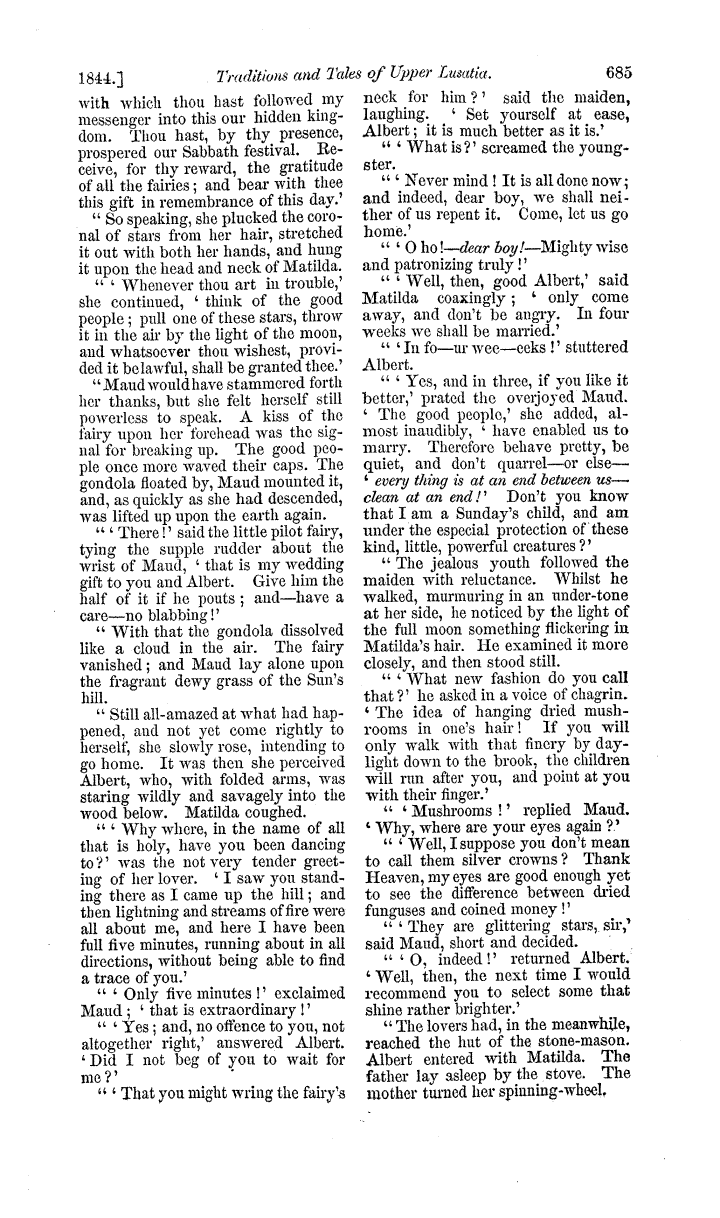 1844.] Traditions and Tales of Upper Lusatia. 685
with which thou hast followed my
messenger into this our hidden king-
dom. Thou hast, by thy presence,
prospered our Sabbath festival. Re-
ceive, for thy reward, the gratitude
of all the fairies; and bear with thee
this gift in remembrance of this day.'
“ So speaking, she plucked the coro-
nal of stars from her hair, stretched
it out with both her hands, and hung
it upon the head and neck of Matilda.
“ ‘ Whenever thou art in trouble,’
she continued, ‘ think of the good
people; pull one of these stars, throw
it in the air by the light of the moon,
and whatsoever thou wishest, provi-
ded it be lawful, shall be granted thee.’
“ Maud would have stammered forth
her thanks, but she felt herself still
powerless to speak. A kiss of the
fairy upon her forehead was the sig-
nal for breaking up. The good peo-
ple once more waved their caps. The
gondola floated by, Maud mounted it,
and, as quickly as she had descended,
was lifted up upon the earth again.
“ ‘ There!’ said the little pilot fairy,
tying the supple rudder about the
wrist of Maud, ‘ that is my wedding
gift to you and Albert. Give him the
half of it if he pouts; and—have a
care—no blabbing!’
“ With that the gondola dissolved
like a cloud in the air. The fairy
vanished; and Maud lay alone upon
the fragrant dewy grass of the Sun's
hill.
“ Still all-amazed at what had hap-
pened, and not yet come rightly to
herself, she slowly rose, intending to
go home. It was then she perceived
Albert, who, with folded arms, was
staring wildly and savagely into the
wood below. Matilda coughed.
“ ‘ Why where, in the name of all
that is holy, have you been dancing
to?’ was the not very tender greet-
ing of her lover. ‘ I saw you stand-
ing there as I came up the hill; and
then lightning and streams of fire were
all about me, and here I have been
full five minutes, running about in all
directions, without being able to find
a trace of you.’
“ ‘ Only five minutes!’ exclaimed
Maud; ‘ that is extraordinary!’
“ ‘ Yes; and, no offence to you, not
altogether right,’ answered Albert.
‘ Did I not beg of you to wait for
me?’
“ ‘ That you might wring the fairy's
neck for him?’ said the maiden,
laughing. ‘ Set yourself at ease,
Albert; it is much better as it is.’
“ ‘ What is?’ screamed the young-
ster.
“ ‘ Never mind! It is all done now;
and indeed, dear boy, we shall nei-
ther of us repent it. Come, let us go
home.’
“ ‘ O ho!—dear boy!—Mighty wise
and patronizing truly!’
“ ‘ Well, then, good Albert,’ said
Matilda coaxingly; ‘ only come
away, and don't be angry. In four
weeks we shall be married.’
“ ‘ In fo—ur wee—eeks!’ stuttered
Albert.
“ ‘ Yes, and in three, if you like it
better,’ prated the overjoyed Maud.
‘ The good people,’ she added, al-
most inaudibly, ‘ have enabled us to
marry. Therefore behave pretty, be
quiet, and don't quarrel—or else—
‘ every thing is at an end between us—
clean at an end!’ Don't you know
that I am a Sunday's child, and am
under the especial protection of these
kind, little, powerful creatures?’
“ The jealous youth followed the
maiden with reluctance. Whilst he
walked, murmuring in an under-tone
at her side, he noticed by the light of
the full moon something flickering in
Matilda's hair. He examined it more
closely, and then stood still.
“ ‘ What new fashion do you call
that?’ he asked in a voice of chagrin.
‘ The idea of hanging dried mush-
rooms in one's hair! If you will
only walk with that finery by day-
light down to the brook, the children
will run after you, and point at you
with their finger.’
“ ‘ Mushrooms!’ replied Maud.
‘ Why, where are your eyes again?’
“ ‘ Well, I suppose you don't mean
to call them silver crowns? Thank
Heaven, my eyes are good enough yet
to see the difference between dried
funguses and coined money!’
“ ‘ They are glittering stars, sir,’
said Maud, short and decided.
“ ‘ O, indeed!’ returned Albert.
‘ Well, then, the next time I would
recommend you to select some that
shine rather brighter.’
“ The lovers had, in the meanwhile,
reached the hut of the stone-mason.
Albert entered with Matilda. The
father lay asleep by the stove. The
mother turned her spinning-wheel.